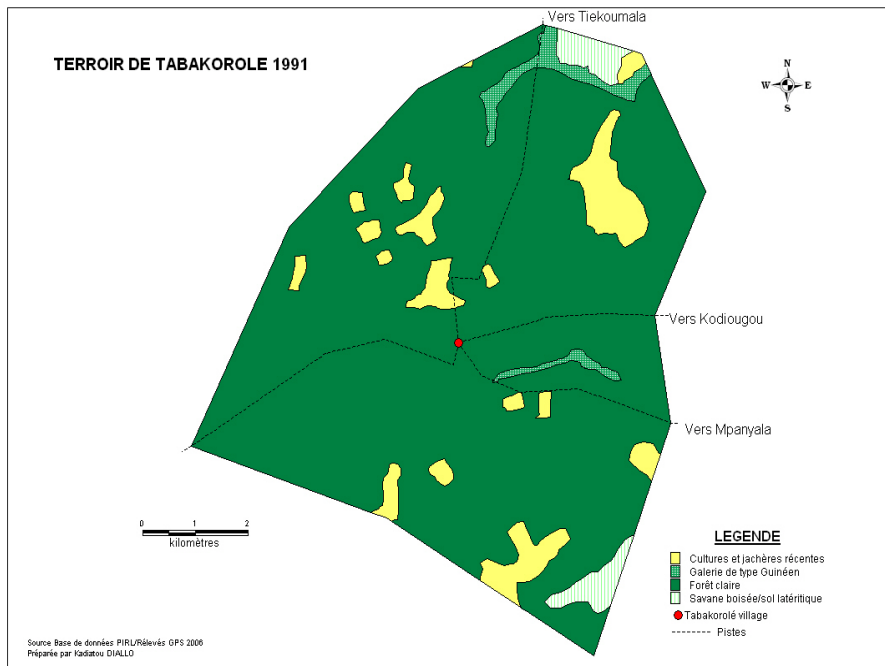 Vers Tiekoumala
TERROIR DE TABAKOROLE 1991
N
W E
S
Vers Kodiougou
Vers Mpanyala
0 1 2
kilomètres
LEGENDE
Cultures et jachères récentes
Galerie de type Guinéen
Forêt claire
Savane boisée/sol latéritique
Tabakorolé village
Pistes
Source Base de données PIRL/Rélevés GPS 2006
Préparée par Kadiatou DIALLO